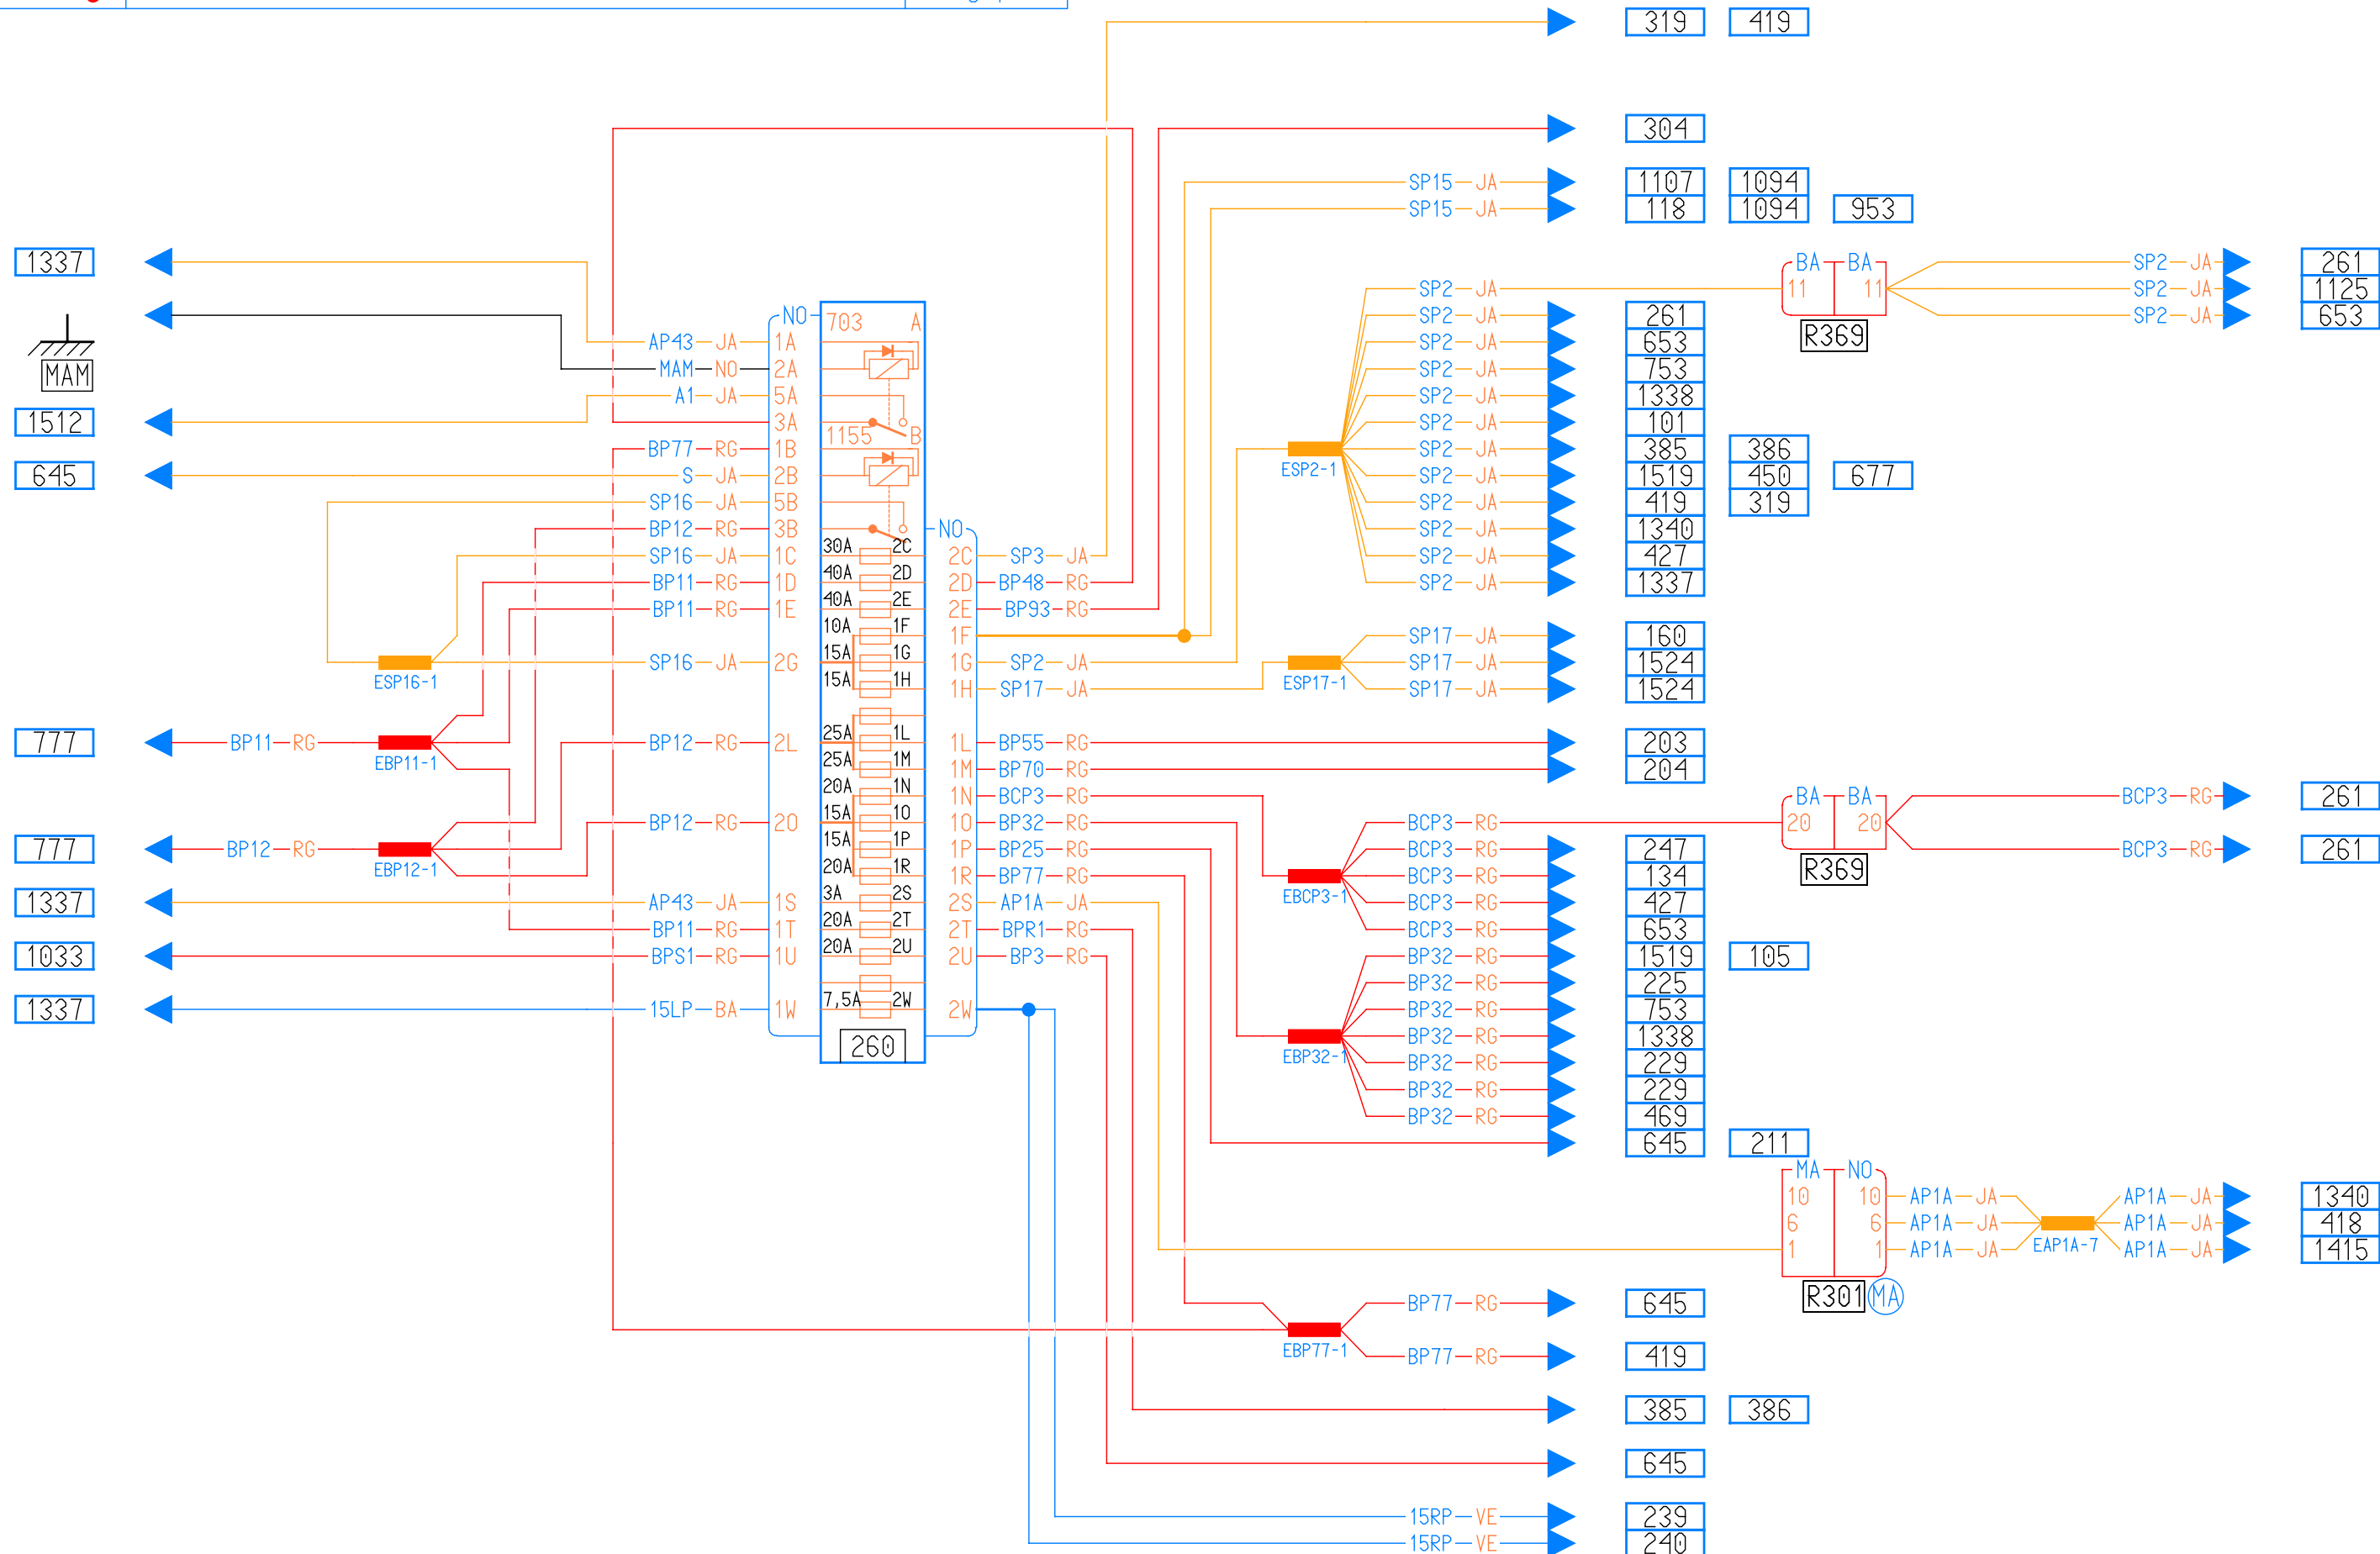 319 419
304
SP15 JA 1107 1094
SP15 JA 118 1094 953
1337 BA BA SP2 JA 261
SP2 JA 11 11 SP2 JA 1125
NO 703 A SP2 JA 261 SP2 JA 653
AP43 JA 1A SP2 JA 653 R369
MAM MAM NO 2A SP2 JA 753
A1 JA 5A SP2 JA 1338
1512 3A SP2 JA 101
1155 B
BP77 RG 1B SP2 JA 385 386
ESP2-1
645 S JA 2B SP2 JA 1519 450 677
SP16 JA 5B SP2 JA 419 319
BP12 RG 3B NO SP2 JA 1340
SP16 JA 1C 30A 2C 2C SP3 JA SP2 JA 427
BP11 RG 1D 40A 2D 2D BP48 RG SP2 JA 1337
BP11 RG 1E 40A 2E 2E BP93 RG
10A 1F 1F SP17 JA 160
SP16 JA 2G 15A 1G 1G SP2 JA SP17 JA 1524
ESP16-1 15A 1H 1H SP17 JA ESP17-1 SP17 JA 1524
777 BP11 RG BP12 RG 2L 25A 1L 1L BP55 RG 203
EBP11-1 25A 1M 1M BP70 RG 204
20A 1N 1N BCP3 RG BA BA BCP3 RG 261
BP12 RG 20 15A 10 10 BP32 RG BCP3 RG 20 20
777 BP12 RG 15A 1P 1P BP25 RG BCP3 RG 247 BCP3 RG 261
EBP12-1 20A 1R 1R BP77 RG BCP3 RG 134 R369
EBCP3-1
1337 AP43 JA 1S 3A 2S 2S AP1A JA BCP3 RG 427
BP11 RG 1T 20A 2T 2T BPR1 RG BCP3 RG 653
1033 BPS1 RG 1U 20A 2U 2U BP3 RG BP32 RG 1519 105
BP32 RG 225
1337 15LP BA 1W 7,5A 2W 2W BP32 RG 753
260 BP32 RG 1338
EBP32-1
BP32 RG 229
BP32 RG 229
BP32 RG 469
645 211
MA NO
10 10 AP1A JA AP1A JA 1340
6 6 AP1A JA AP1A JA 418
1 1 AP1A JA EAP1A-7 AP1A JA 1415
R301 MA
BP77 RG 645
EBP77-1
BP77 RG 419
385 386
645
15RP VE 239
15RP VE 240